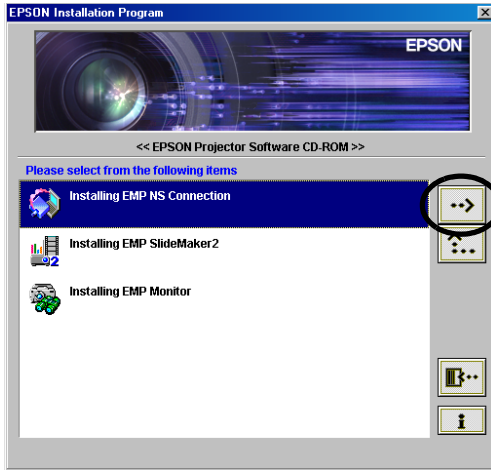 EPSON Installation Program
EPSON
<< EPSON Projector Software CD-ROM >>
Please select from the following items
Installing EMP NS Connection
Installing EMP SlideMaker2
2
Installing EMP Monitor
i